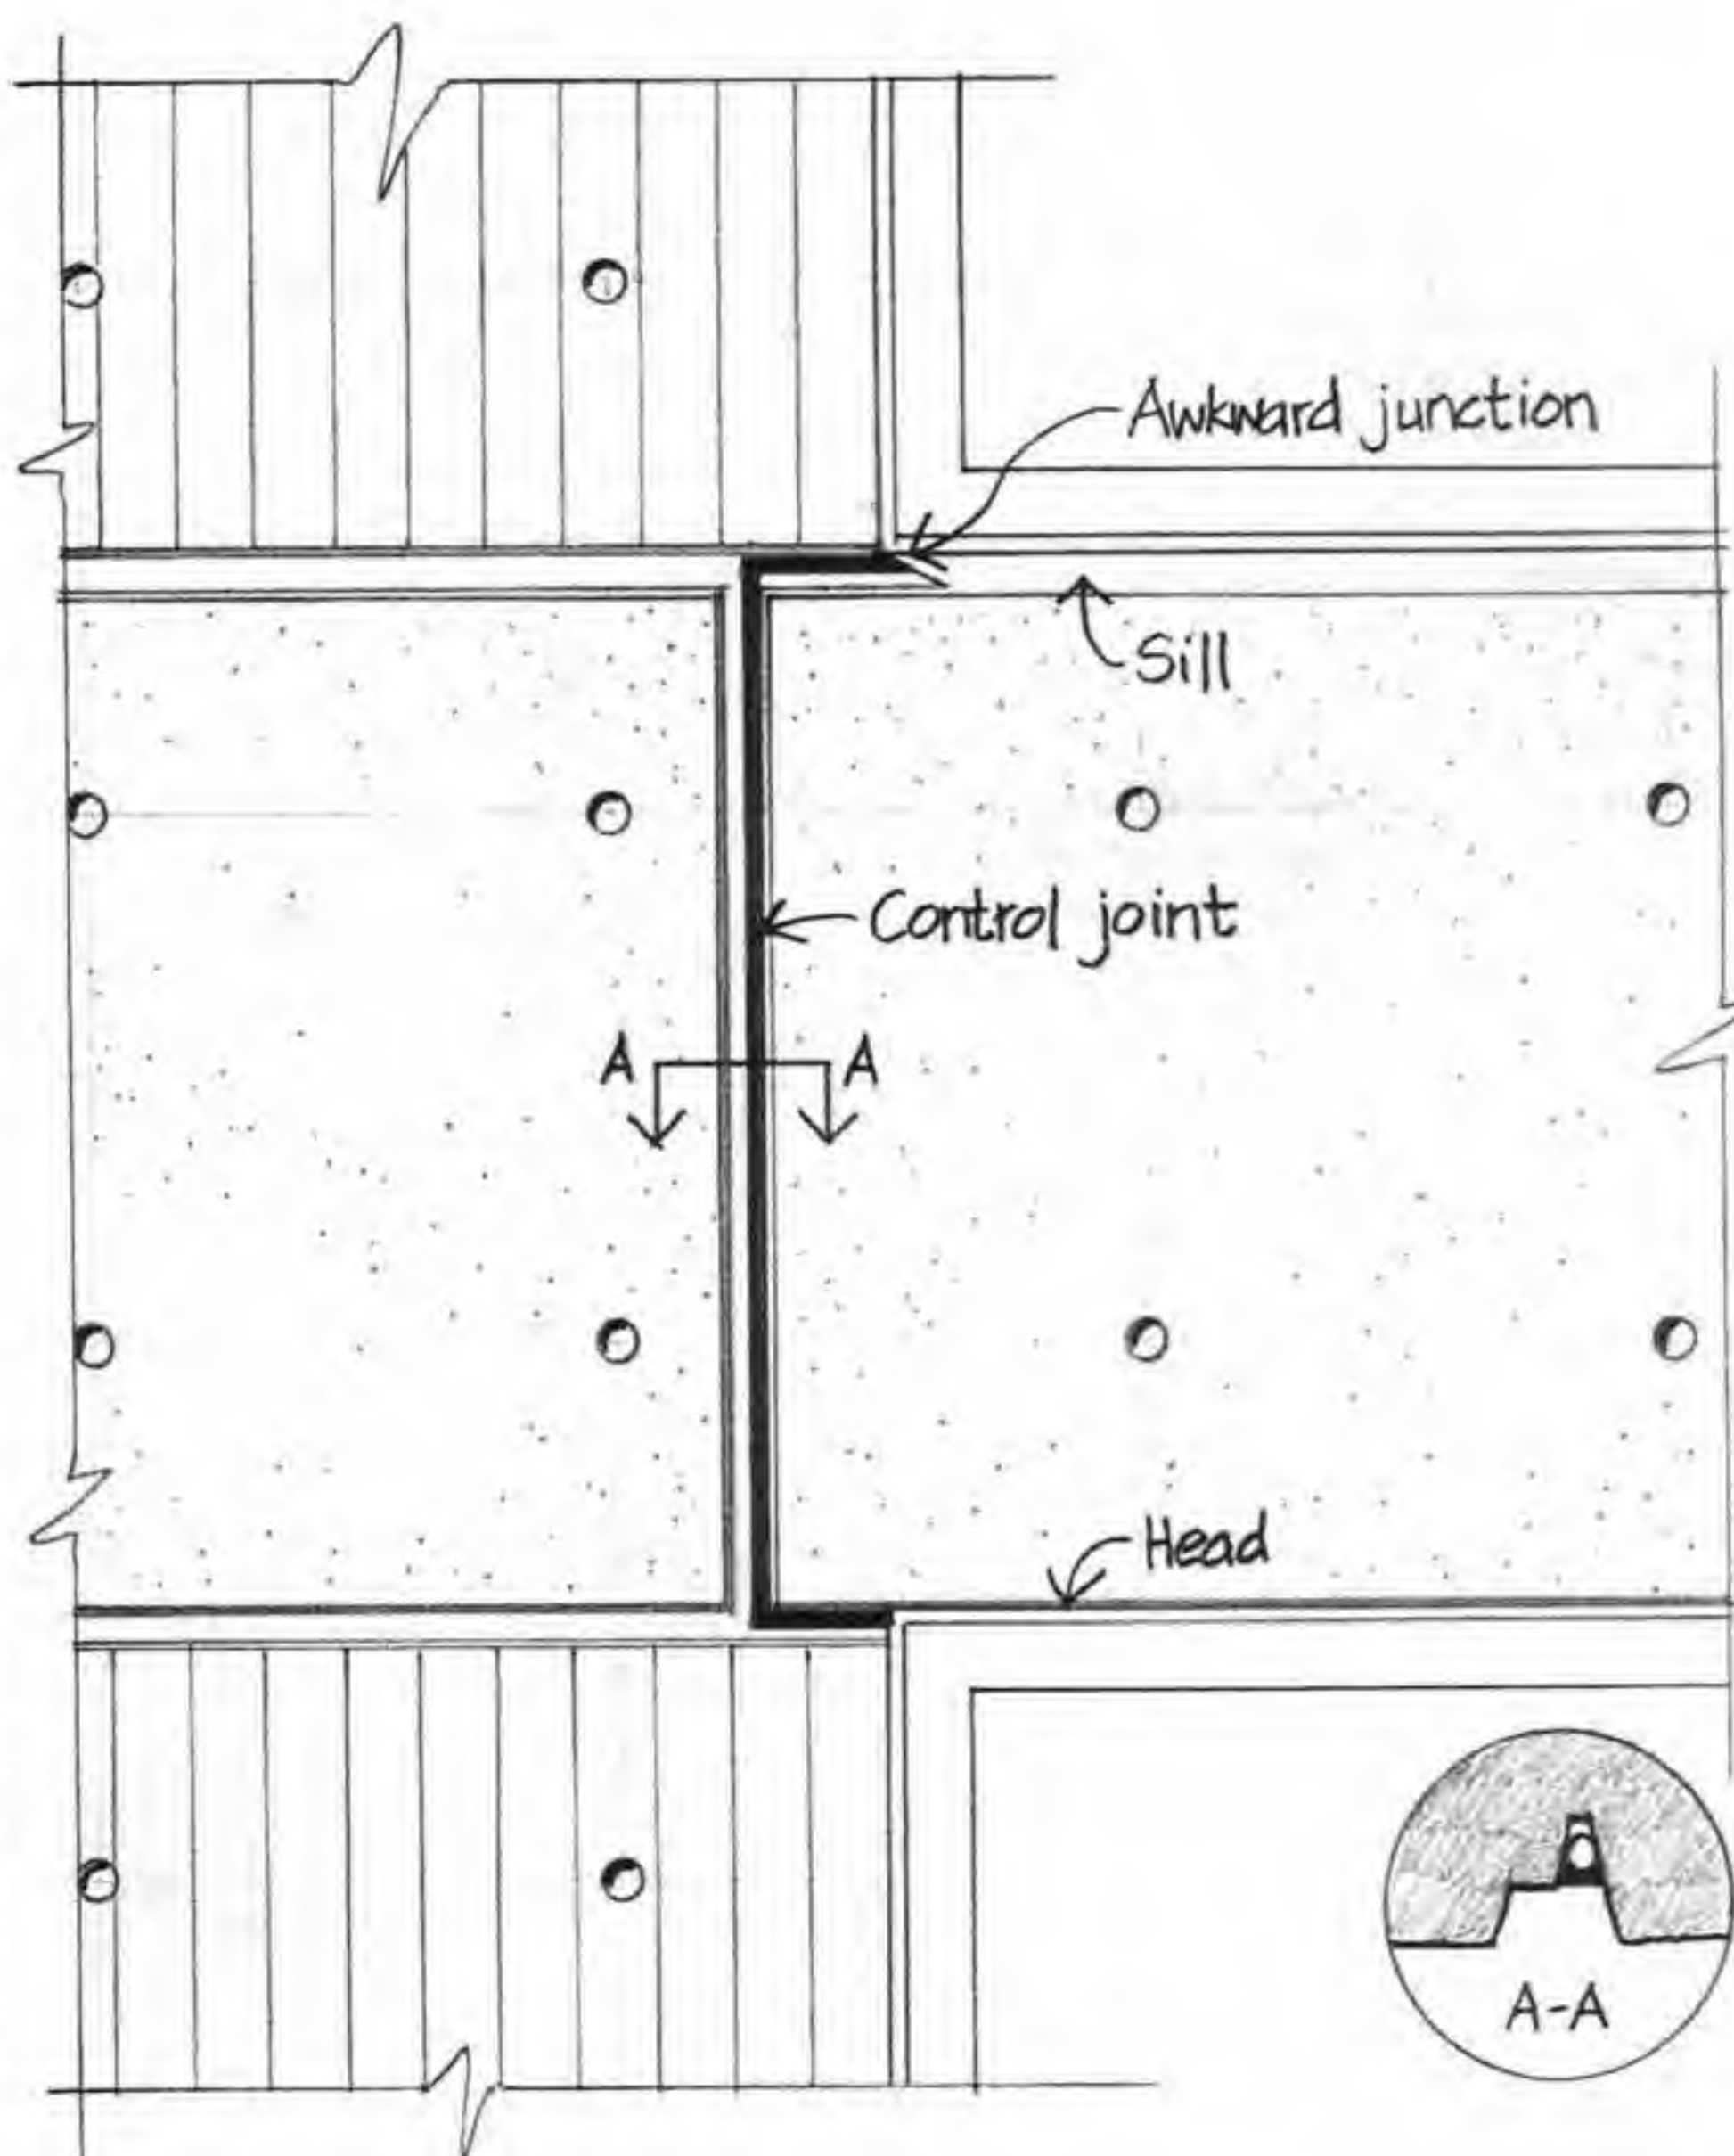 Awkward junction
Sill
Control joint
A A
Head
A-A